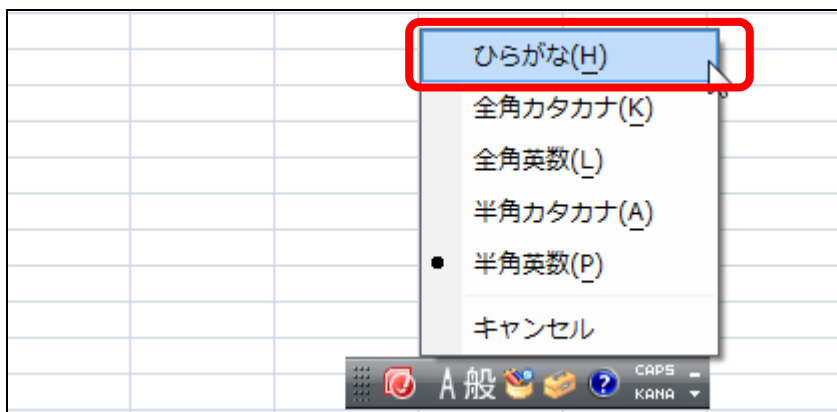 ひらがな(H)
全角カタカナ(K)
全角英数(L)
半角カタカナ(A)
半角英数(P)
キャンセル
A 般 ? CAPS
KANA